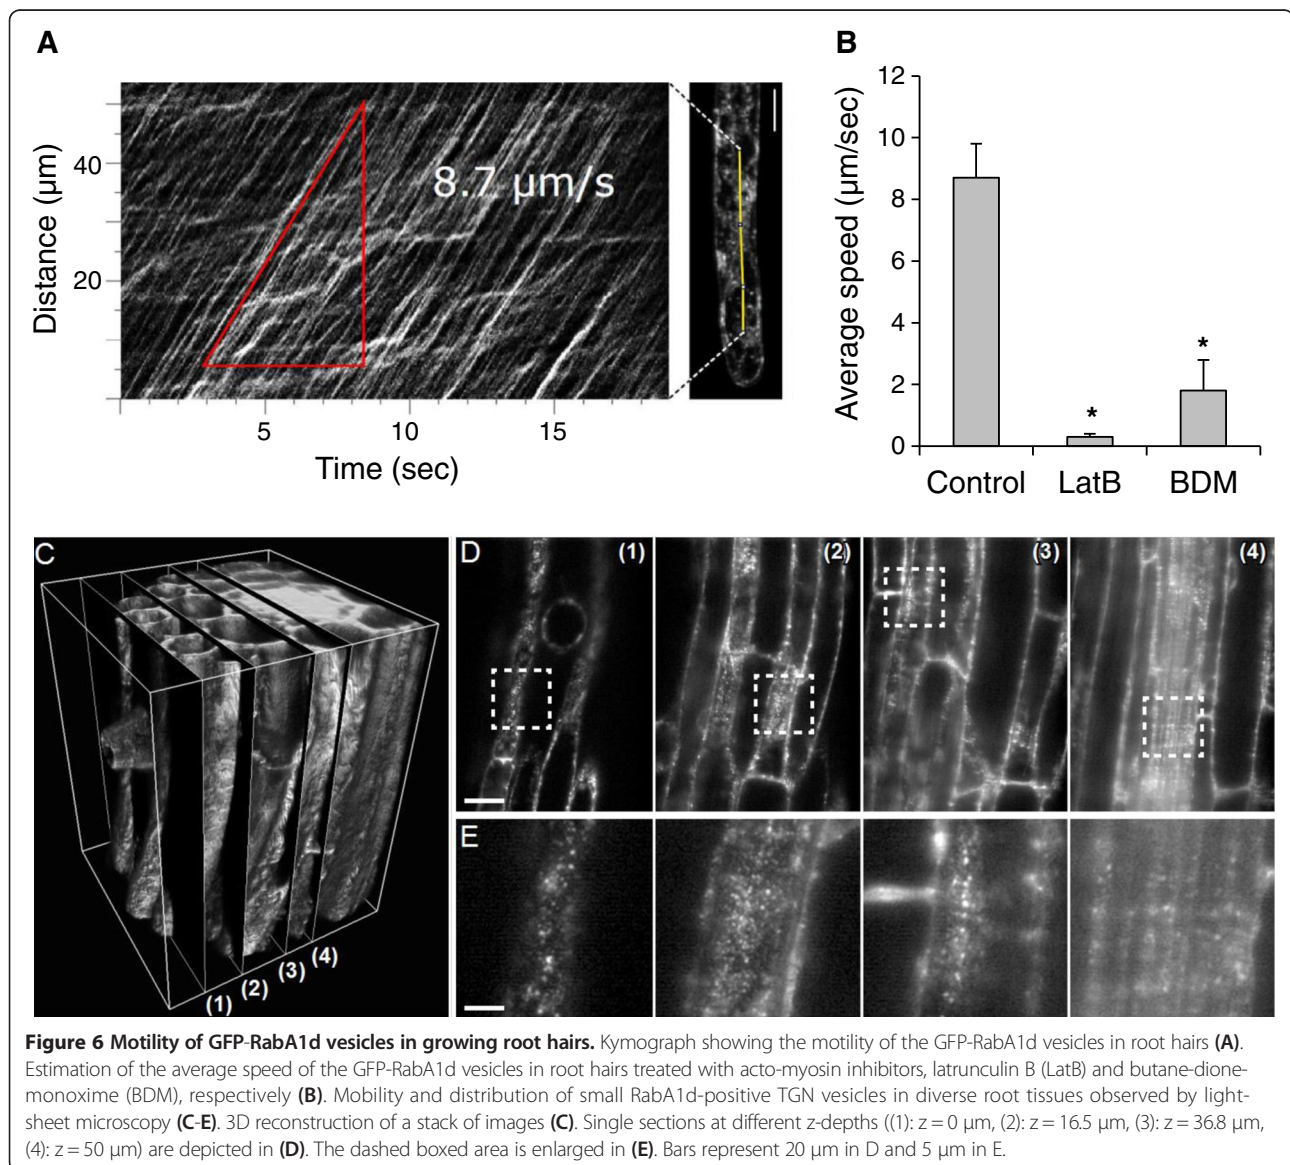 A
B
Distance (µm)
40
20
8.7 µm/s
5
10
15
Time (sec)
Average speed (µm/sec)
12
10
8
6
4
2
0
*
*
Control
LatB
BDM
C
(1)
(2)
(3)
(4)
D
(1)
(2)
(3)
(4)
E
Figure 6 Motility of GFP-RabA1d vesicles in growing root hairs. Kymograph showing the motility of the GFP-RabA1d vesicles in root hairs (A).
Estimation of the average speed of the GFP-RabA1d vesicles in root hairs treated with acto-myosin inhibitors, latrunculin B (LatB) and butane-dione-
monoxime (BDM), respectively (B). Mobility and distribution of small RabA1d-positive TGN vesicles in diverse root tissues observed by light-
sheet microscopy (C-E). 3D reconstruction of a stack of images (C). Single sections at different z-depths ((1): z = 0 µm, (2): z = 16.5 µm, (3): z = 36.8 µm,
(4): z = 50 µm) are depicted in (D). The dashed boxed area is enlarged in (E). Bars represent 20 µm in D and 5 µm in E.